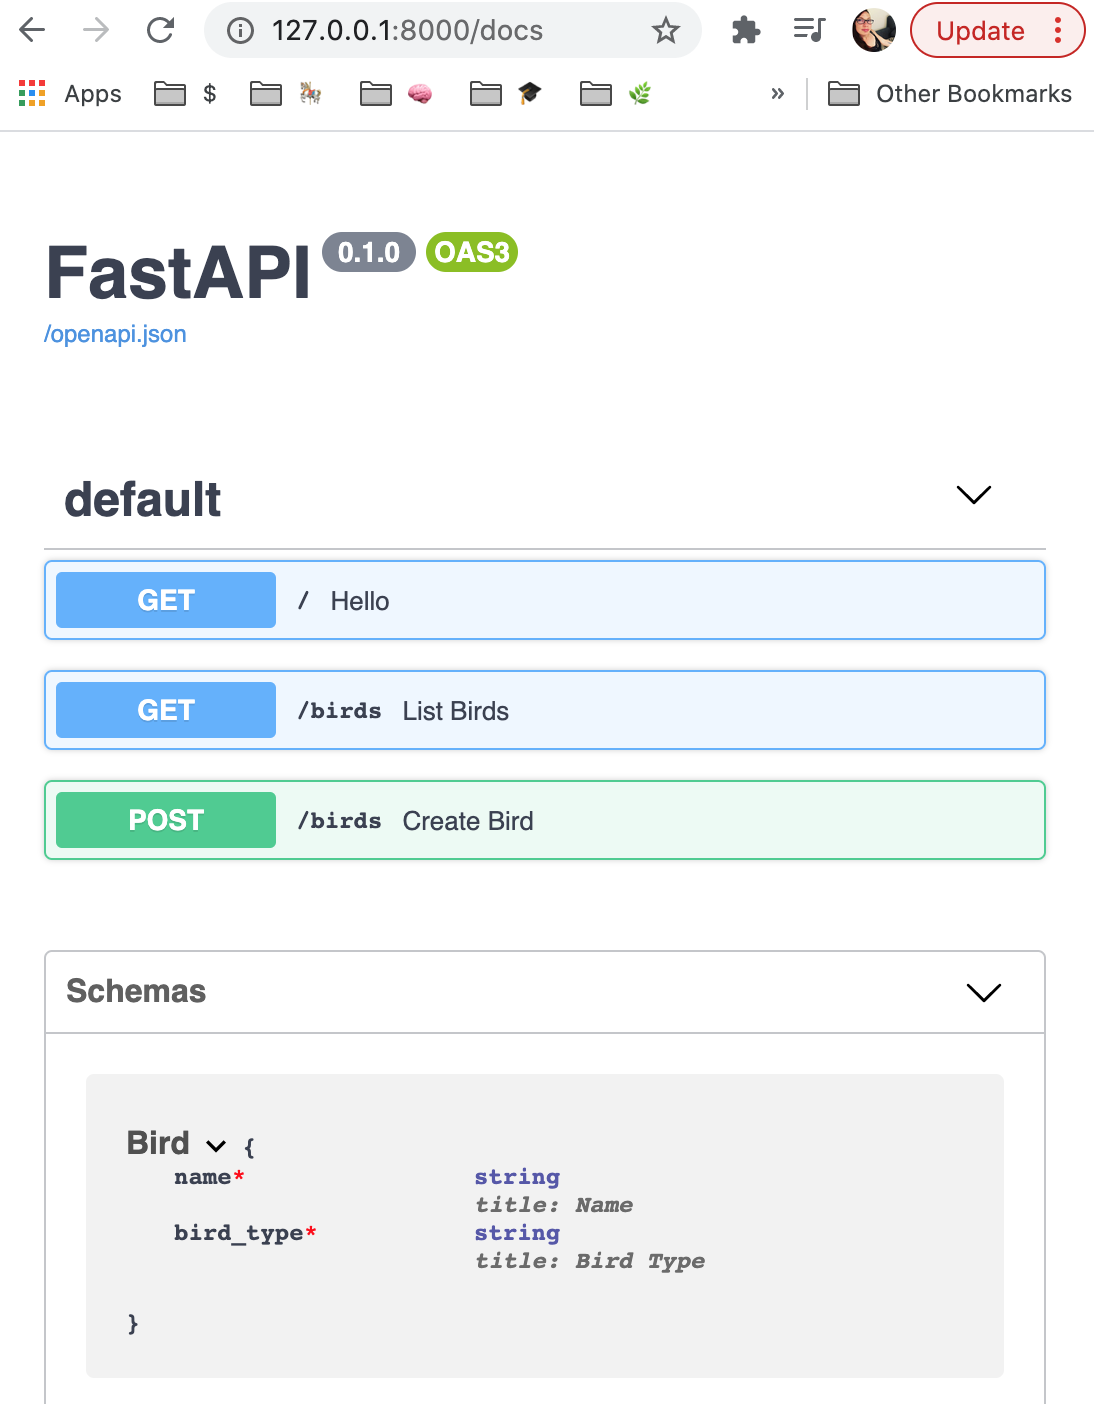 127.0.0.1:8000/docs
Update
Apps
$
»
Other Bookmarks
FastAPI 0.1.0 OAS3
/openapi.json
default
GET / Hello
GET /birds List Birds
POST /birds Create Bird
Schemas
Bird {
name* string
title: Name
bird_type* string
title: Bird Type
}